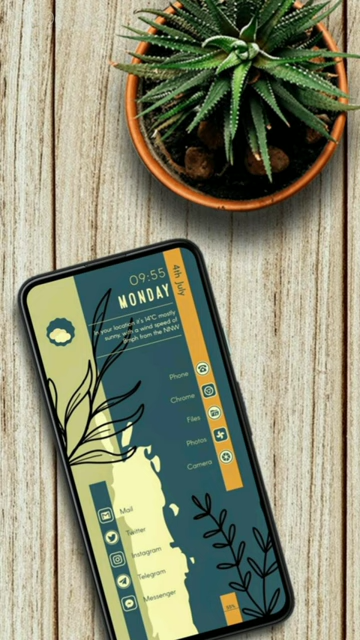 09:55
4th July
MONDAY
In your location it's 14°C mostly
sunny, with a wind speed of
from the NNW
Phone
Chrome
Files
Photos
Camera
Mail
Twitter
Instagram
Telegram
Messenger